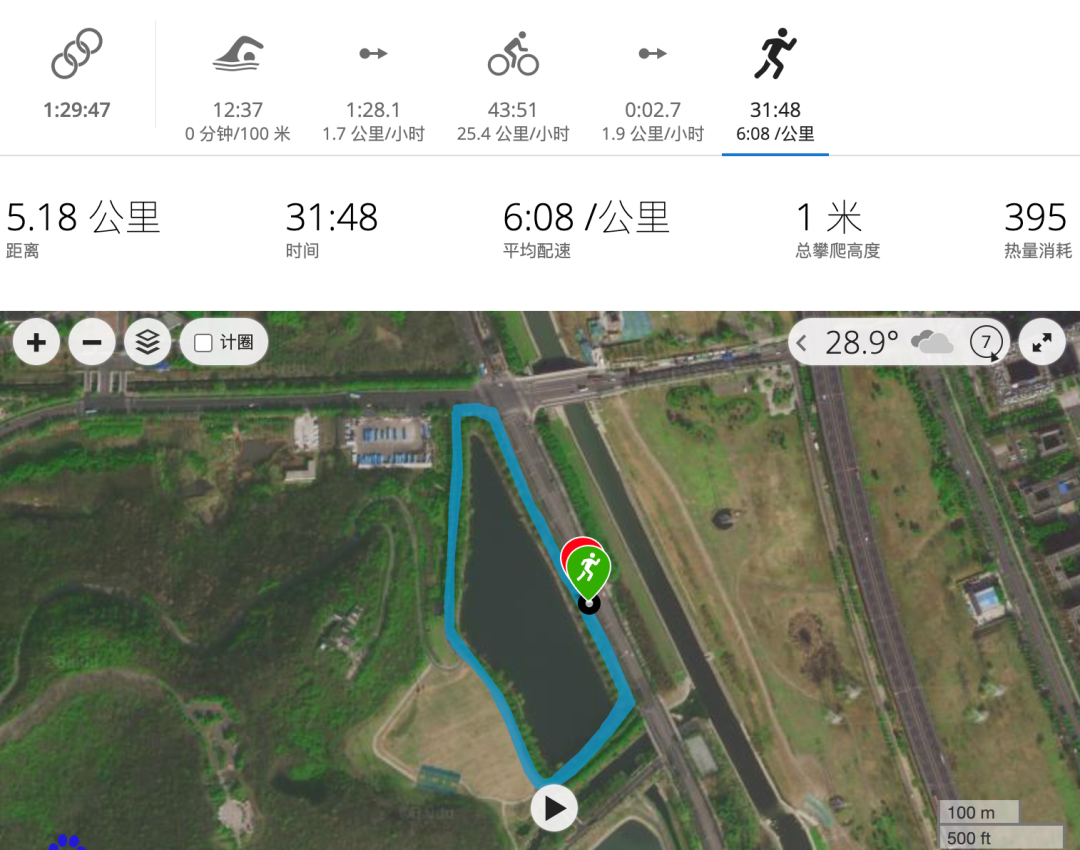 1:29:47
12:37
0 分钟/100 米
1:28.1
1.7 公里/小时
43:51
25.4 公里/小时
0:02.7
1.9 公里/小时
31:48
6:08 /公里
5.18 公里
距离
31:48
时间
6:08 /公里
平均配速
1 米
总攀爬高度
395
热量消耗
计圈
28.9°
7
100 m
500 ft